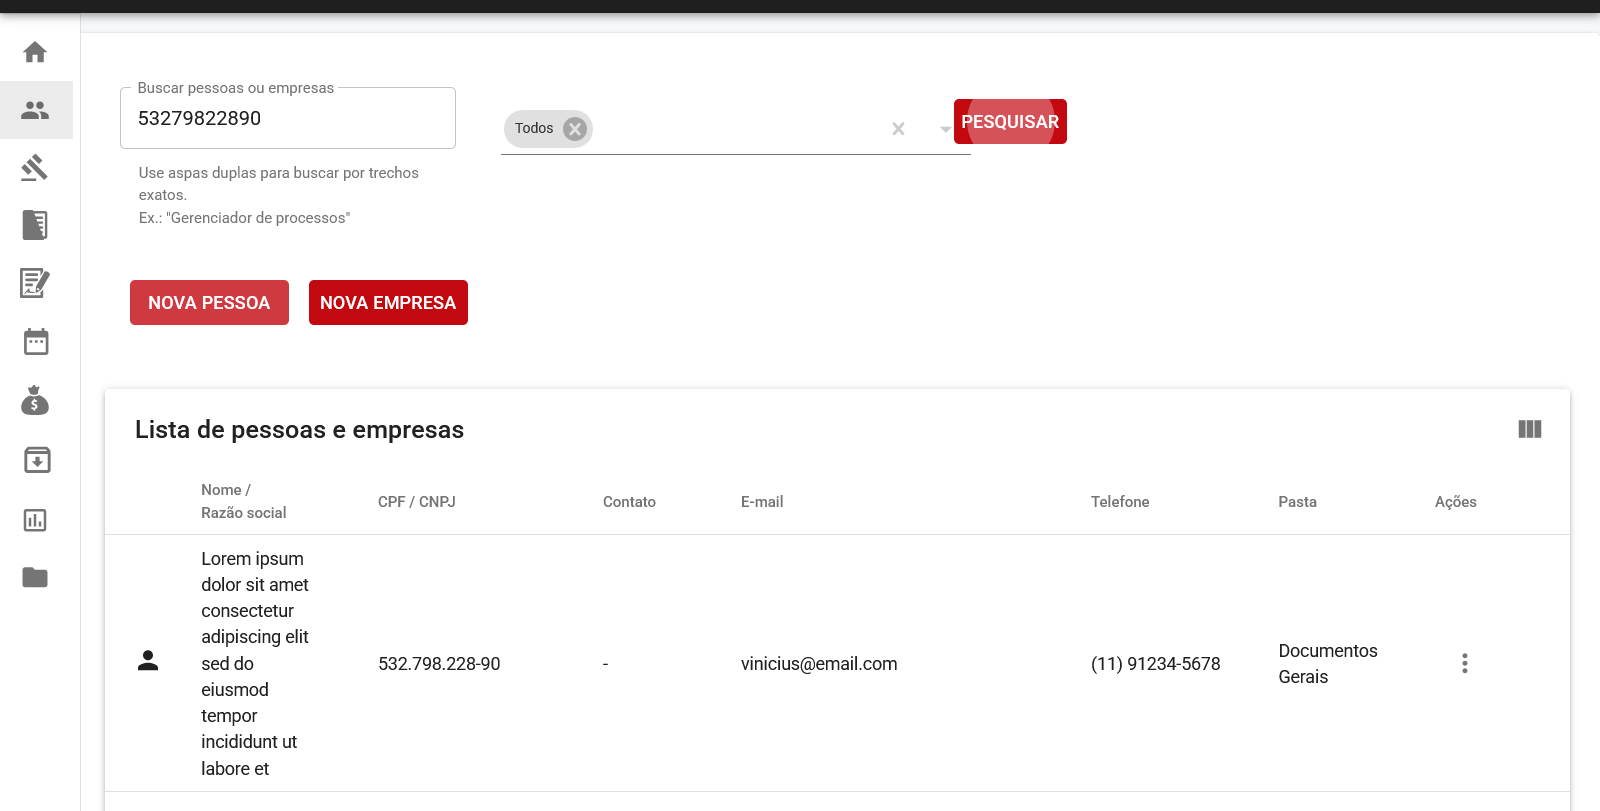 Buscar pessoas ou empresas
53279822890
Todos
PESQUISAR
Use aspas duplas para buscar por trechos
exatos.
Ex.: "Gerenciador de processos"
NOVA PESSOA
NOVA EMPRESA
Lista de pessoas e empresas
Nome /
Razão social
CPF / CNPJ
Contato
E-mail
Telefone
Pasta
Ações
Lorem ipsum
dolor sit amet
consectetur
adipiscing elit
sed do
eiusmod
tempor
incididunt ut
labore et
532.798.228-90
-
vinicius@email.com
(11) 91234-5678
Documentos
Gerais